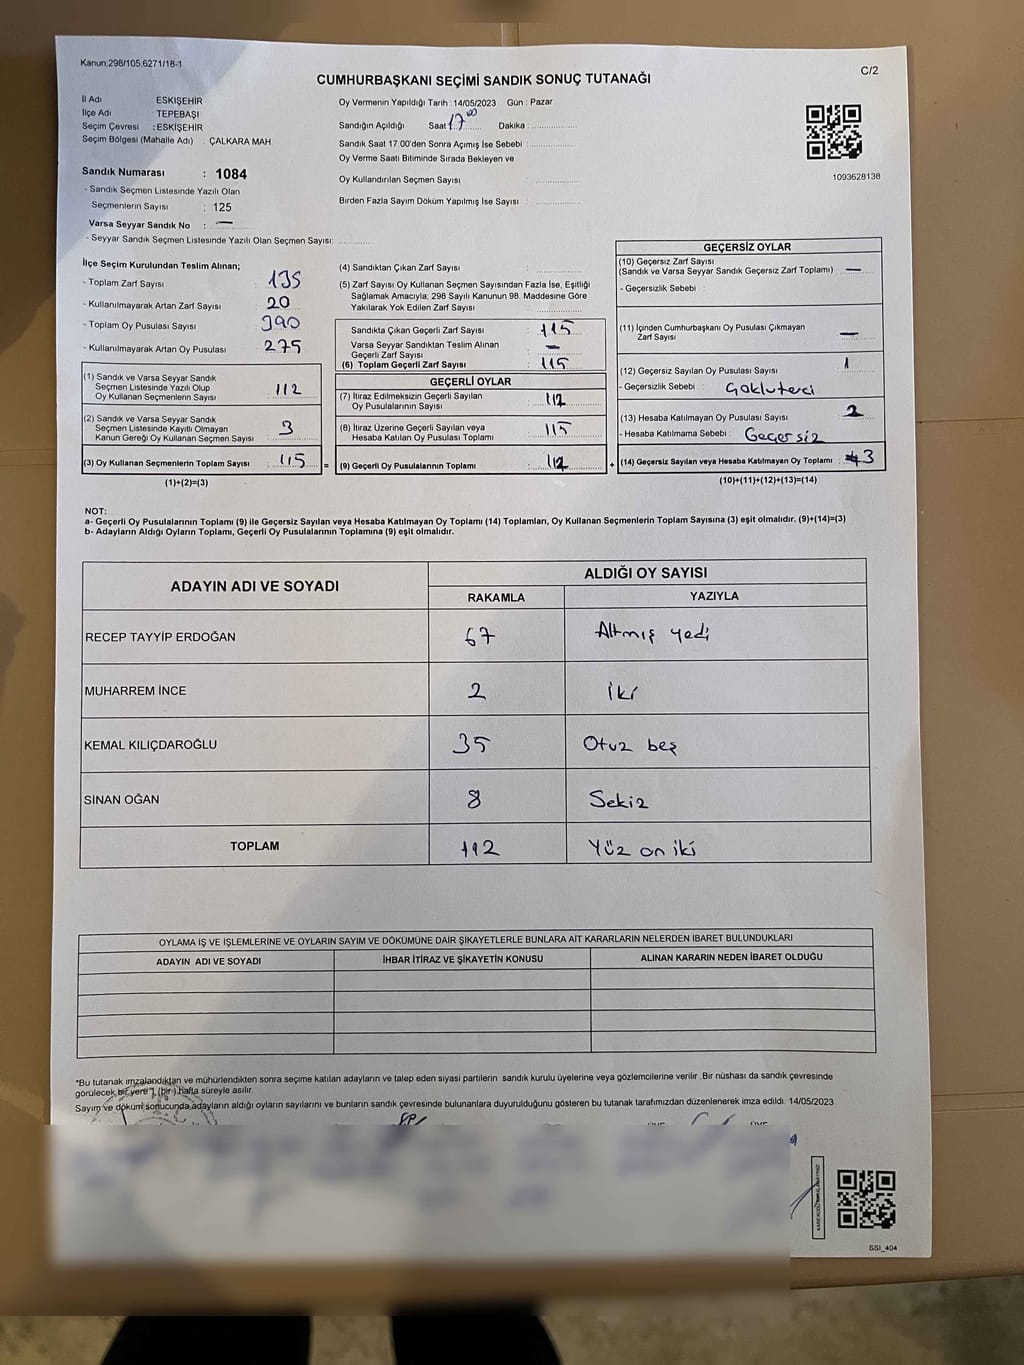 Kanun:298/105.6271/18-1
C/2
CUMHURBAŞKANI SEÇİMİ SANDIK SONUÇ TUTANAĞI
İl Adı ESKİŞEHİR
İlçe Adı : TEPEBAŞI
Seçim Çevresi : ESKİŞEHİR
Seçim Bölgesi (Mahalle Adı) : ÇALKARA MAH
Sandık Numarası : 1084
- Sandık Seçmen Listesinde Yazılı Olan
Seçmenlerin Sayısı : 125
Varsa Seyyar Sandık No : —
- Seyyar Sandık Seçmen Listesinde Yazılı Olan Seçmen Sayısı:
Oy Vermenin Yapıldığı Tarih : 14/05/2023 Gün : Pazar
Sandığın Açıldığı Saat 17 00 Dakika :
Sandık Saat 17:00'den Sonra Açımış İse Sebebi :
Oy Verme Saati Bitiminde Sırada Bekleyen ve
Oy Kullandırılan Seçmen Sayısı :
Birden Fazla Sayım Döküm Yapılmış İse Sayısı :
1093628138
İlçe Seçim Kurulundan Teslim Alınan;
- Toplam Zarf Sayısı : 135
- Kullanılmayarak Artan Zarf Sayısı : 20
- Toplam Oy Pusulası Sayısı : 390
- Kullanılmayarak Artan Oy Pusulası : 275
(1) Sandık ve Varsa Seyyar Sandık
Seçmen Listesinde Yazılı Olup
Oy Kullanan Seçmenlerin Sayısı : 112
(2) Sandık ve Varsa Seyyar Sandık
Seçmen Listesinde Kayıtlı Olmayan
Kanun Gereği Oy Kullanan Seçmen Sayısı : 3
(3) Oy Kullanan Seçmenlerin Toplam Sayısı : 115 =
(1)+(2)=(3)
(4) Sandıktan Çıkan Zarf Sayısı :
(5) Zarf Sayısı Oy Kullanan Seçmen Sayısından Fazla İse, Eşitliği
Sağlamak Amacıyla; 298 Sayılı Kanunun 98. Maddesine Göre
Yakılarak Yok Edilen Zarf Sayısı :
Sandıkta Çıkan Geçerli Zarf Sayısı : 115
Varsa Seyyar Sandıktan Teslim Alınan
Geçerli Zarf Sayısı : —
(6) Toplam Geçerli Zarf Sayısı : 115
GEÇERLİ OYLAR
(7) İtiraz Edilmeksizin Geçerli Sayılan
Oy Pusulalarının Sayısı : 112
(8) İtiraz Üzerine Geçerli Sayılan veya
Hesaba Katılan Oy Pusulası Toplamı : 115
(9) Geçerli Oy Pusulalarının Toplamı : 112 +
GEÇERSİZ OYLAR
(10) Geçersiz Zarf Sayısı
(Sandık ve Varsa Seyyar Sandık Geçersiz Zarf Toplamı) : —
- Geçersizlik Sebebi :
(11) İçinden Cumhurbaşkanı Oy Pusulası Çıkmayan
Zarf Sayısı : —
(12) Geçersiz Sayılan Oy Pusulası Sayısı : 1
- Geçersizlik Sebebi :
(13) Hesaba Katılmayan Oy Pusulası Sayısı : 2
- Hesaba Katılmama Sebebi : Geçersiz
(14) Geçersiz Sayılan veya Hesaba Katılmayan Oy Toplamı : 3
(10)+(11)+(12)+(13)=(14)
NOT:
a- Geçerli Oy Pusulalarının Toplamı (9) ile Geçersiz Sayılan veya Hesaba Katılmayan Oy Toplamı (14) Toplamları, Oy Kullanan Seçmenlerin Toplam Sayısına (3) eşit olmalıdır. (9)+(14)=(3)
b- Adayların Aldığı Oyların Toplamı, Geçerli Oy Pusulalarının Toplamına (9) eşit olmalıdır.
ADAYIN ADI VE SOYADI ALDIĞI OY SAYISI
RAKAMLA YAZIYLA
RECEP TAYYİP ERDOĞAN 67 Altmış yedi
MUHARREM İNCE 2 İki
KEMAL KILIÇDAROĞLU 35 Otuz beş
SİNAN OĞAN 8 Sekiz
TOPLAM 112 Yüz on iki
OYLAMA İŞ VE İŞLEMLERİNE VE OYLARIN SAYIM VE DÖKÜMÜNE DAİR ŞİKAYETLERLE BUNLARA AİT KARARLARIN NELERDEN İBARET BULUNDUKLARI
ADAYIN ADI VE SOYADI İHBAR İTİRAZ VE ŞİKAYETİN KONUSU ALINAN KARARIN NEDEN İBARET OLDUĞU
*Bu tutanak imzalandıktan ve mühürlendikten sonra seçime katılan adayların ve talep eden siyasi partilerin sandık kurulu üyelerine veya gözlemcilerine verilir .Bir nüshası da sandık çevresinde
görülecek bir yere 1 (bir ) hafta süreyle asılır.
Sayım ve döküm sonucunda,adayların aldığı oyların sayılarını ve bunların sandık çevresinde bulunanlara duyurulduğunu gösteren bu tutanak tarafımızdan düzenlenerek imza edildi. 14/05/2023
SSI_404